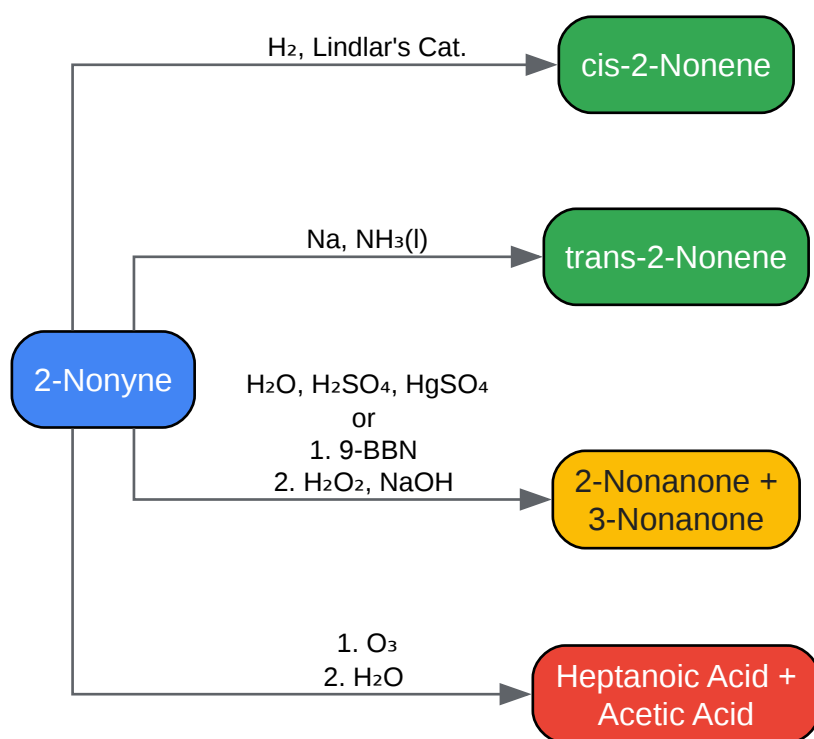 H₂, Lindlar's Cat.
cis-2-Nonene
Na, NH₃(l)
trans-2-Nonene
2-Nonyne
H₂O, H₂SO₄, HgSO₄
or
1. 9-BBN
2. H₂O₂, NaOH
2-Nonanone +
3-Nonanone
1. O₃
2. H₂O
Heptanoic Acid +
Acetic Acid